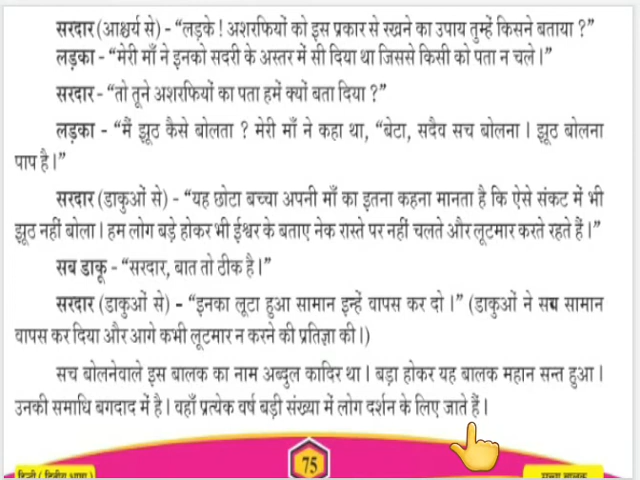 सरदार (आश्चर्य से) - “लड़के ! अशरफियों को इस प्रकार से रखने का उपाय तुम्हें किसने बताया ?”
लड़का - “मेरी माँ ने इनको सदरी के अस्तर में सी दिया था जिससे किसी को पता न चले।”
सरदार - “तो तूने अशरफियों का पता हमें क्यों बता दिया ?”
लड़का - “मैं झूठ कैसे बोलता ? मेरी माँ ने कहा था, “बेटा, सदैव सच बोलना । झूठ बोलना
पाप है।”
सरदार (डाकुओं से) - “यह छोटा बच्चा अपनी माँ का इतना कहना मानता है कि ऐसे संकट में भी
झूठ नहीं बोला। हम लोग बड़े होकर भी ईश्वर के बताए नेक रास्ते पर नहीं चलते और लूटमार करते रहते हैं।”
सब डाकू - “सरदार, बात तो ठीक है।”
सरदार (डाकुओं से) - “इनका लूटा हुआ सामान इन्हें वापस कर दो।” (डाकुओं ने सब सामान
वापस कर दिया और आगे कभी लूटमार न करने की प्रतिज्ञा की।)
सच बोलनेवाले इस बालक का नाम अब्दुल कादिर था। बड़ा होकर यह बालक महान सन्त हुआ।
उनकी समाधि बगदाद में है। वहाँ प्रत्येक वर्ष बड़ी संख्या में लोग दर्शन के लिए जाते हैं।
हिन्दी (द्वितीय भाषा) 75 सच्चा बालक